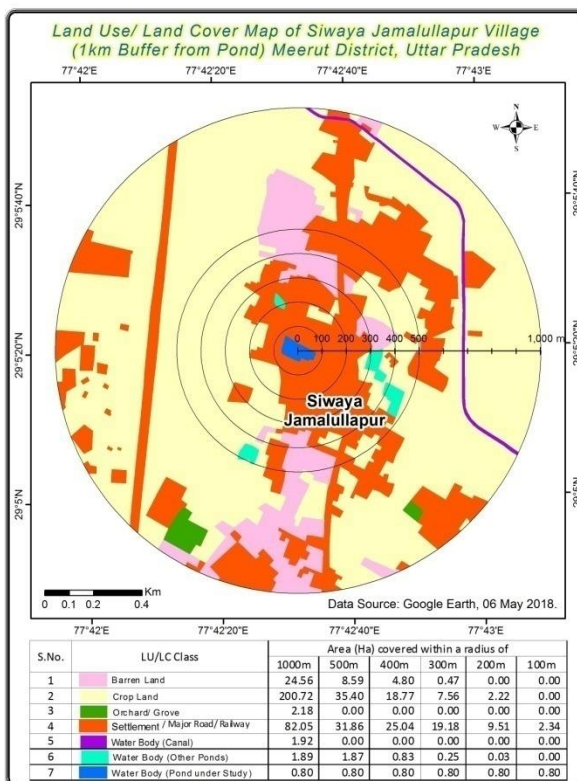 Land Use/ Land Cover Map of Siwaya Jamalullapur Village
(1km Buffer from Pond) Meerut District, Uttar Pradesh
77°42'E 77°42'20"E 77°42'40"E 77°43'E
N
W E
S
29°5'40"N 29°5'40"N
0 100 200 300 400 500 1,000 m
29°5'20"N 29°5'20"N
Siwaya
Jamalullapur
29°5'N 29°5'N
Km
0 0.1 0.2 0.4
Data Source: Google Earth, 06 May 2018.
77°42'E 77°42'20"E 77°42'40"E 77°43'E
S.No. LU/LC Class Area (Ha) covered within a radius of
1000m 500m 400m 300m 200m 100m
1 Barren Land 24.56 8.59 4.80 0.47 0.00 0.00
2 Crop Land 200.72 35.40 18.77 7.56 2.22 0.00
3 Orchard/ Grove 2.18 0.00 0.00 0.00 0.00 0.00
4 Settlement / Major Road/ Railway 82.05 31.86 25.04 19.18 9.51 2.34
5 Water Body (Canal) 1.92 0.00 0.00 0.00 0.00 0.00
6 Water Body (Other Ponds) 1.89 1.87 0.83 0.25 0.03 0.00
7 Water Body (Pond under Study) 0.80 0.80 0.80 0.80 0.80 0.80